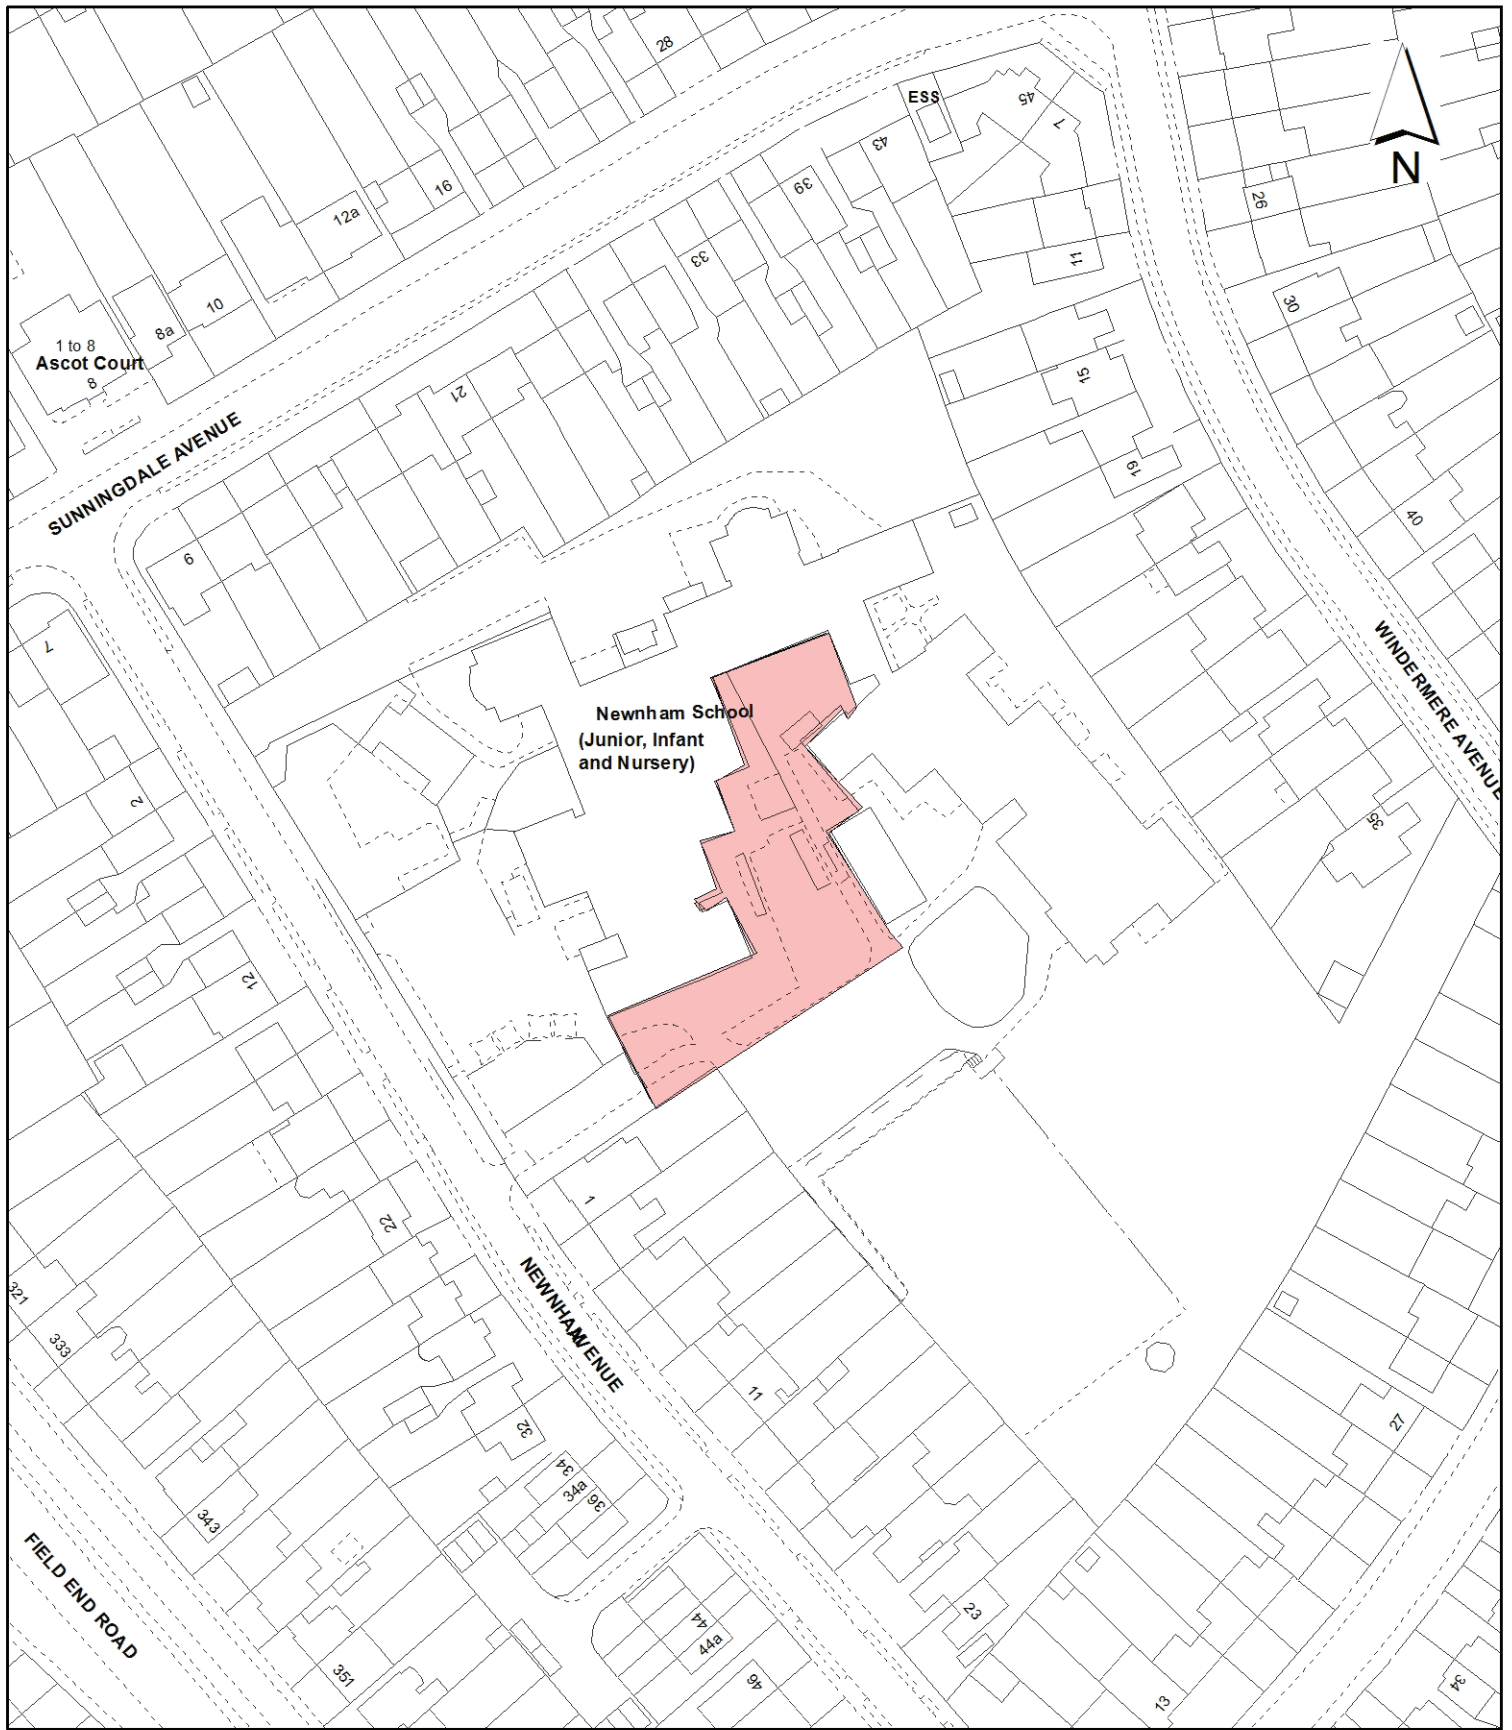 28
ESS
45
7
43
N
16
39
26
12a
33
11
10
30
8a
1 to 8
Ascot Court
8
15
21
SUNNINGDALE AVENUE
19
40
6
7
WINDERMERE AVENUE
Newnham School
(Junior, Infant
and Nursery)
2
35
12
1
22
321
333
NEWNHAM AVENUE
11
27
32
34
34a
36
343
FIELD END ROAD
23
44
44a
351
46
13
34